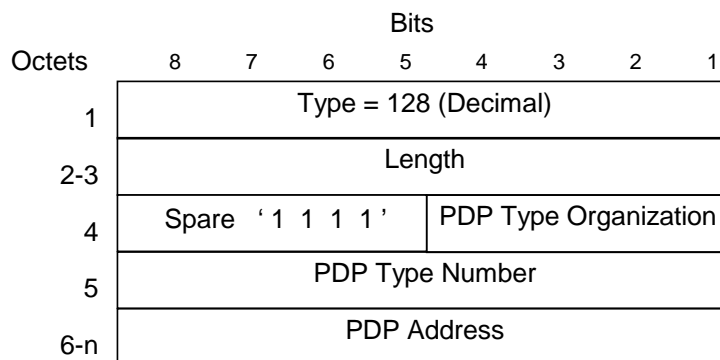 Bits
Octets 8 7 6 5 4 3 2 1
1 Type = 128 (Decimal)
2-3 Length
4 Spare ‘ 1 1 1 1 ’ PDP Type Organization
5 PDP Type Number
6-n PDP Address